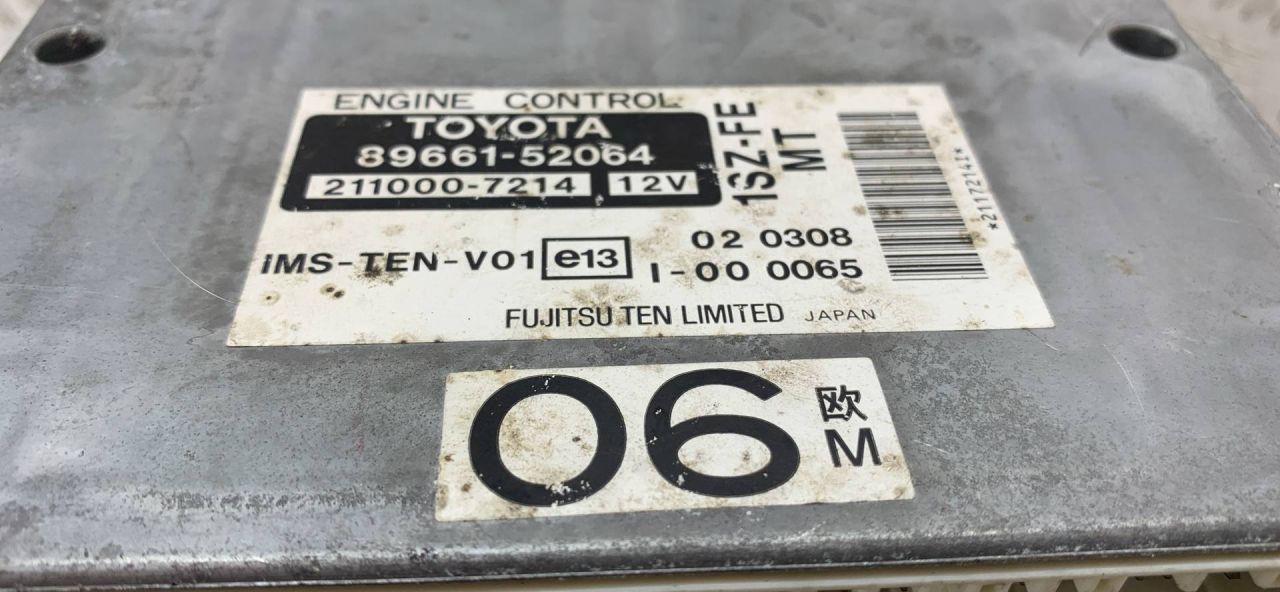 ENGINE CONTROL
TOYOTA
89661-52064
211000-7214 12V
1SZ-FE
MT
*2117214I*
iMS-TEN-V01 e13 02 0308
I-00 0065
FUJITSU TEN LIMITED JAPAN
06 欧
M